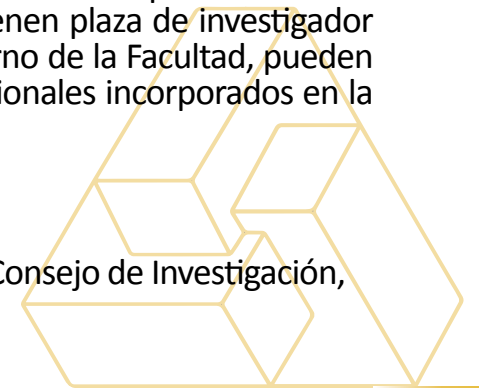 enen plaza de investigador
rno de la Facultad, pueden
ionales incorporados en la
Consejo de Investigación,